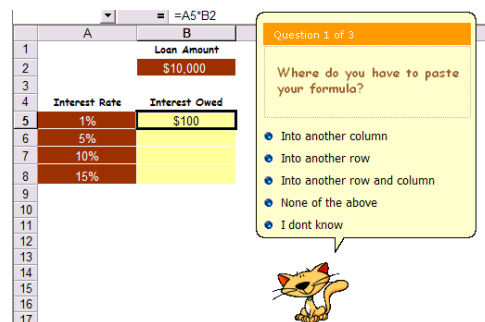 = =A5*B2
A B
1 Loan Amount
2 $10,000
3
4 Interest Rate Interest Owed
5 1% $100
6 5%
7 10%
8 15%
9
10
11
12
13
14
15
16
17
Question 1 of 3
Where do you have to paste
your formula?
Into another column
Into another row
Into another row and column
None of the above
I dont know